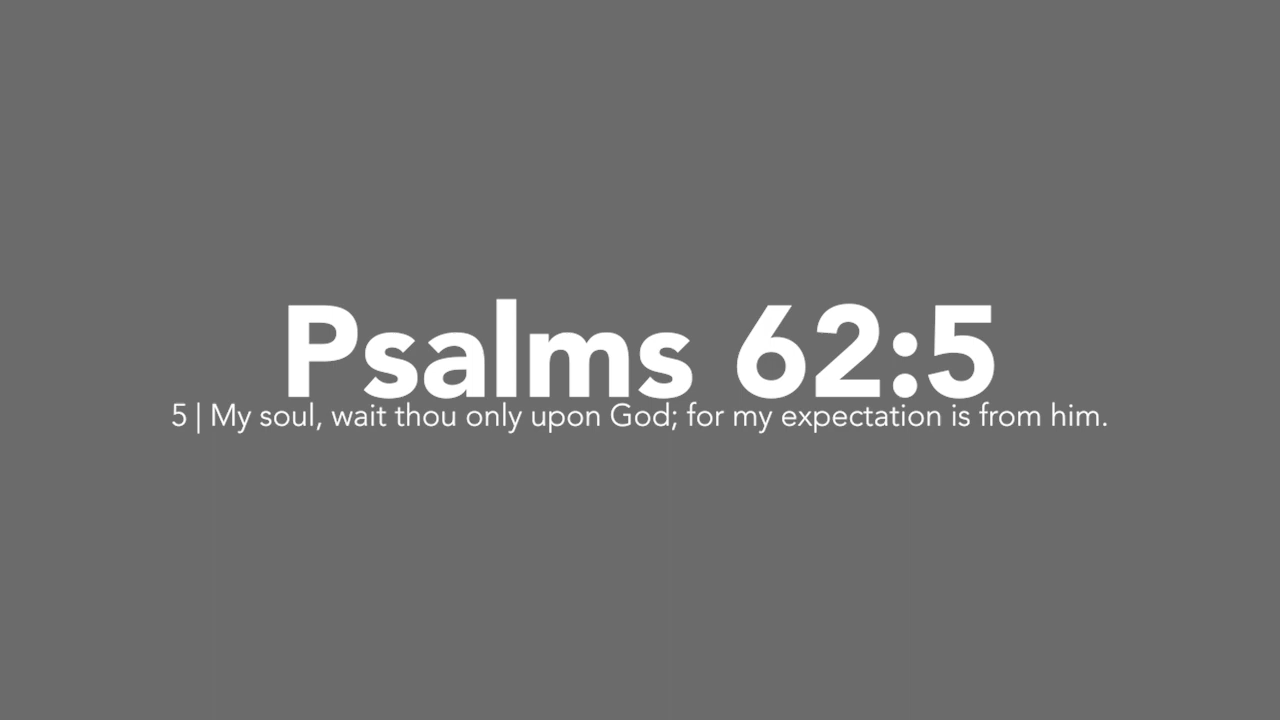 Psalms 62:5
5 | My soul, wait thou only upon God; for my expectation is from him.